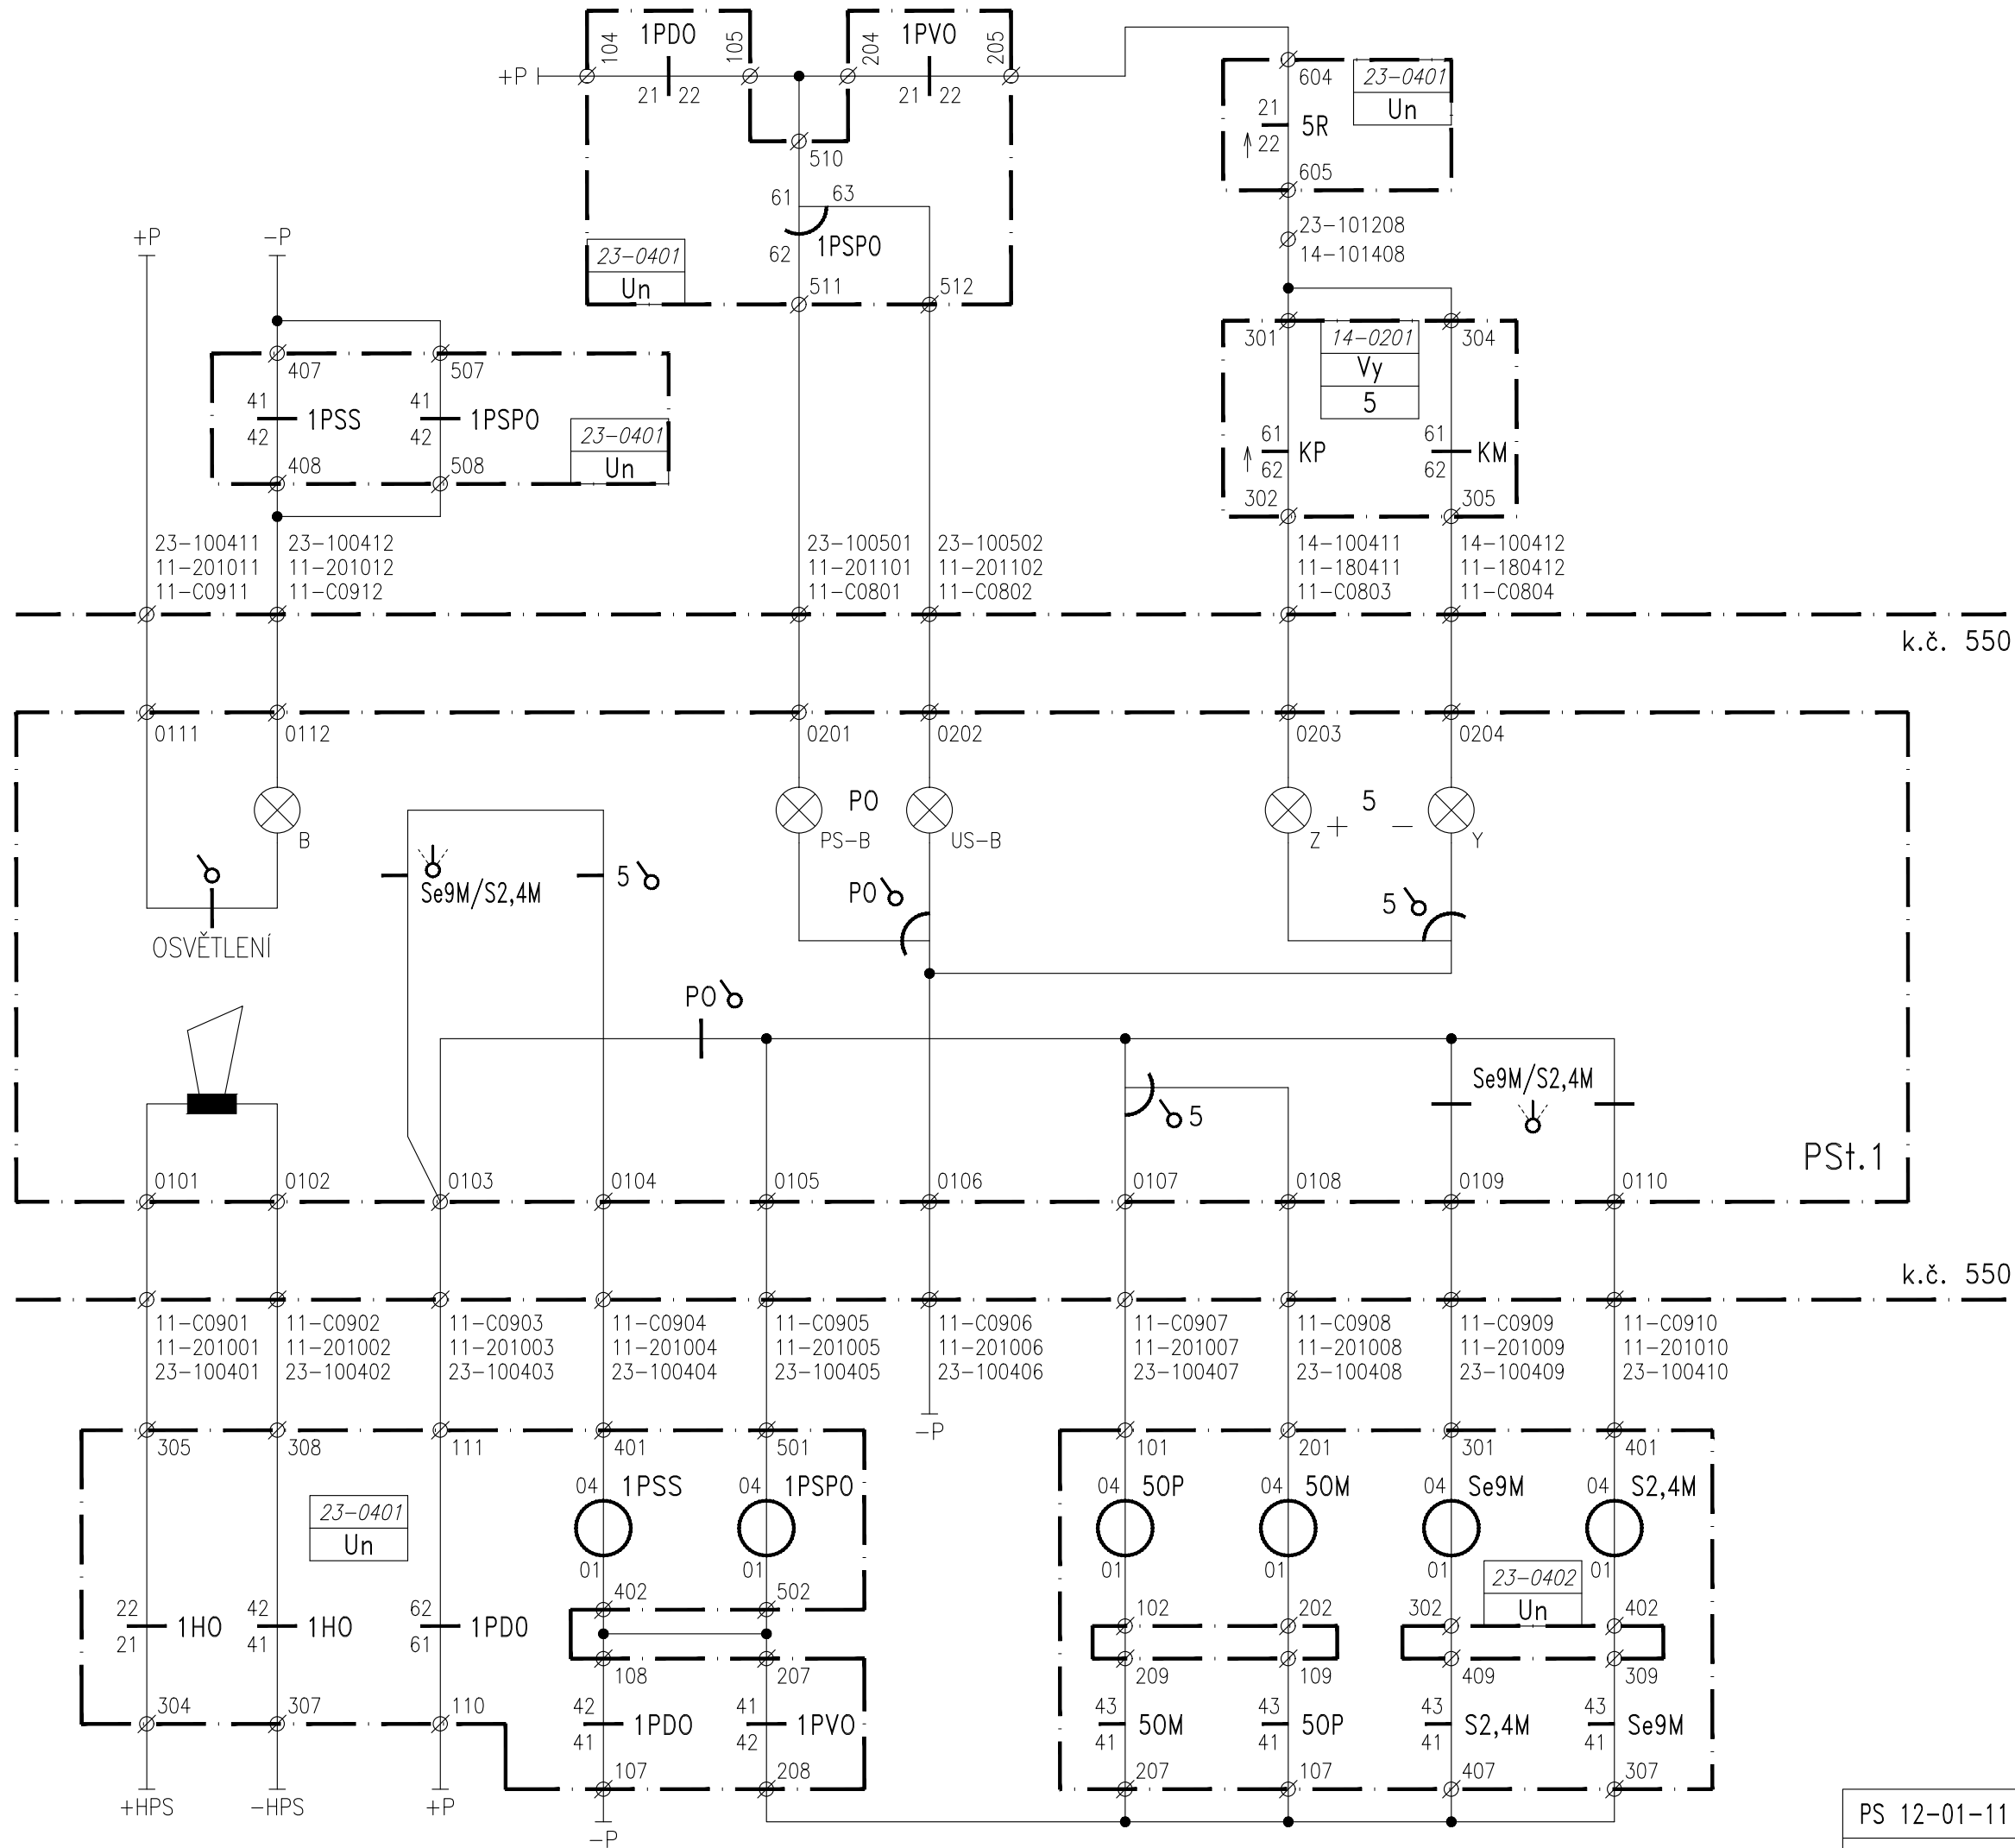 104
1PDO
105
204
1PVO
205
+P
21 22
21 22
604
23-0401
Un
21
5R
22
510
605
61
63
1PSPO
62
23-101208
14-101408
+P
-P
23-0401
Un
511
512
301
14-0201
304
Vy
5
407
507
41
1PSS
41
1PSPO
42
42
23-0401
Un
61
KP
61
KM
62
62
408
508
302
305
23-100411
11-201011
11-C0911
23-100412
11-201012
11-C0912
23-100501
11-201101
11-C0801
23-100502
11-201102
11-C0802
14-100411
11-180411
11-C0803
14-100412
11-180412
11-C0804
k.č. 550
0111
0112
0201
0202
0203
0204
B
PO
PS-B
US-B
5
Z
+
-
Y
Se9M/S2,4M
5
PO
5
OSVĚTLENÍ
PO
Se9M/S2,4M
5
PSt.1
0101
0102
0103
0104
0105
0106
0107
0108
0109
0110
k.č. 550
11-C0901
11-201001
23-100401
11-C0902
11-201002
23-100402
11-C0903
11-201003
23-100403
11-C0904
11-201004
23-100404
11-C0905
11-201005
23-100405
11-C0906
11-201006
23-100406
11-C0907
11-201007
23-100407
11-C0908
11-201008
23-100408
11-C0909
11-201009
23-100409
11-C0910
11-201010
23-100410
-P
305
308
111
401
501
101
201
301
401
04
1PSS
04
1PSPO
04
5OP
04
5OM
04
Se9M
04
S2,4M
23-0401
Un
01
01
01
01
01
01
23-0402
Un
402
502
102
202
302
402
22
1HO
21
42
1HO
41
62
1PDO
61
108
207
209
109
409
309
304
307
110
42
1PDO
41
41
1PVO
42
43
5OM
41
43
5OP
41
43
S2,4M
41
43
Se9M
41
107
208
207
107
407
307
+HPS
-HPS
+P
-P
PS 12-01-11